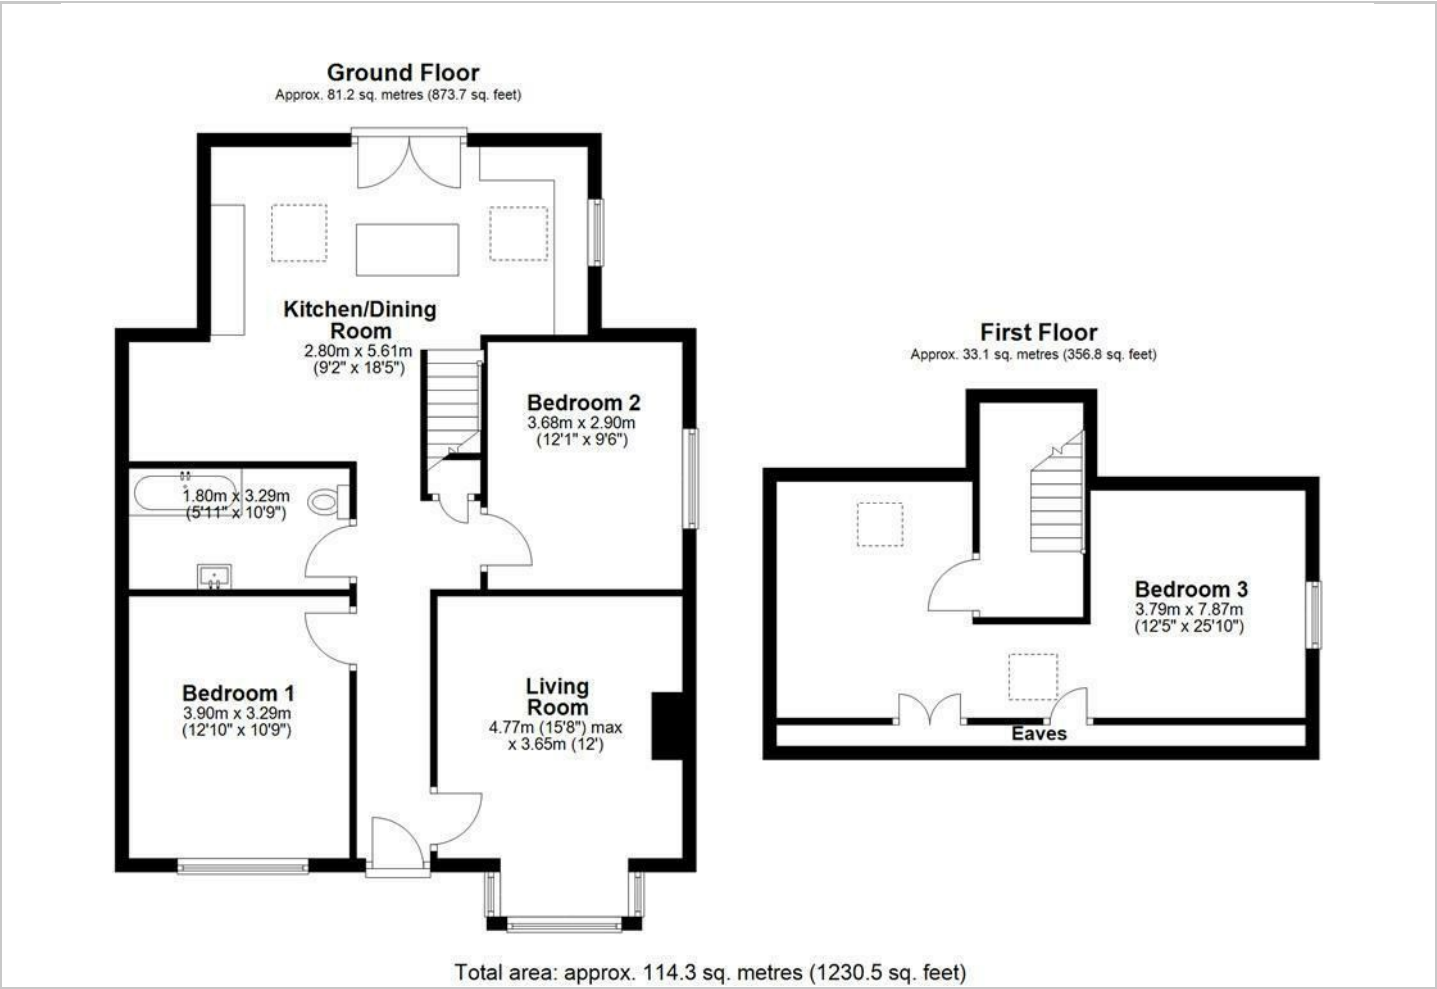 Ground Floor
Approx. 81.2 sq. metres (873.7 sq. feet)
Kitchen/Dining
Room
2.80m x 5.61m
(9'2" x 18'5")
Bedroom 2
3.68m x 2.90m
(12'1" x 9'6")
1.80m x 3.29m
(5'11" x 10'9")
Bedroom 1
3.90m x 3.29m
(12'10" x 10'9")
Living
Room
4.77m (15'8") max
x 3.65m (12')
First Floor
Approx. 33.1 sq. metres (356.8 sq. feet)
Bedroom 3
3.79m x 7.87m
(12'5" x 25'10")
Eaves
Total area: approx. 114.3 sq. metres (1230.5 sq. feet)